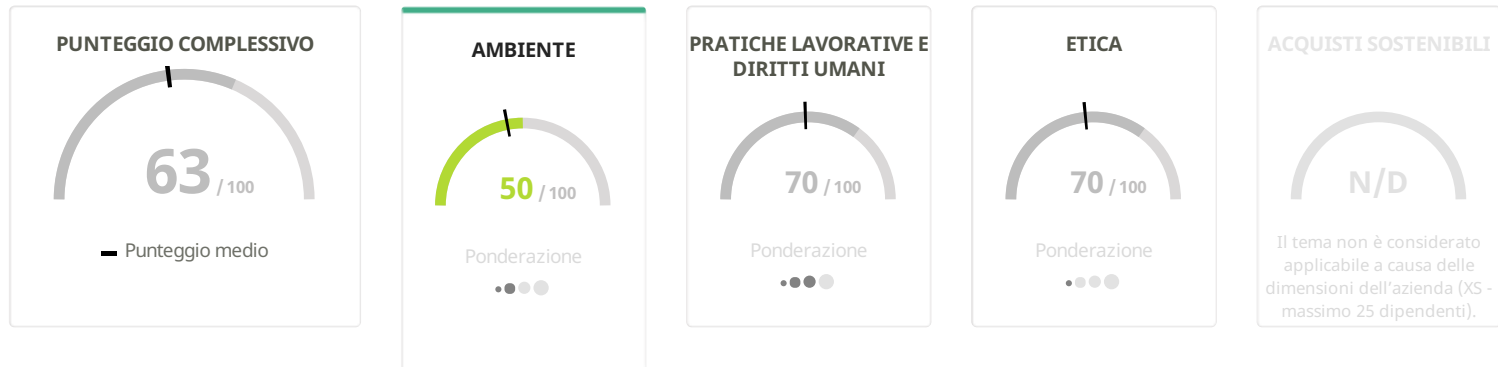 PUNTEGGIO COMPLESSIVO
63 / 100
Punteggio medio
AMBIENTE
50 / 100
Ponderazione
PRATICHE LAVORATIVE E
DIRITTI UMANI
70 / 100
Ponderazione
ETICA
70 / 100
Ponderazione
ACQUISTI SOSTENIBILI
N/D
Il tema non è considerato
applicabile a causa delle
dimensioni dell'azienda (XS -
massimo 25 dipendenti).